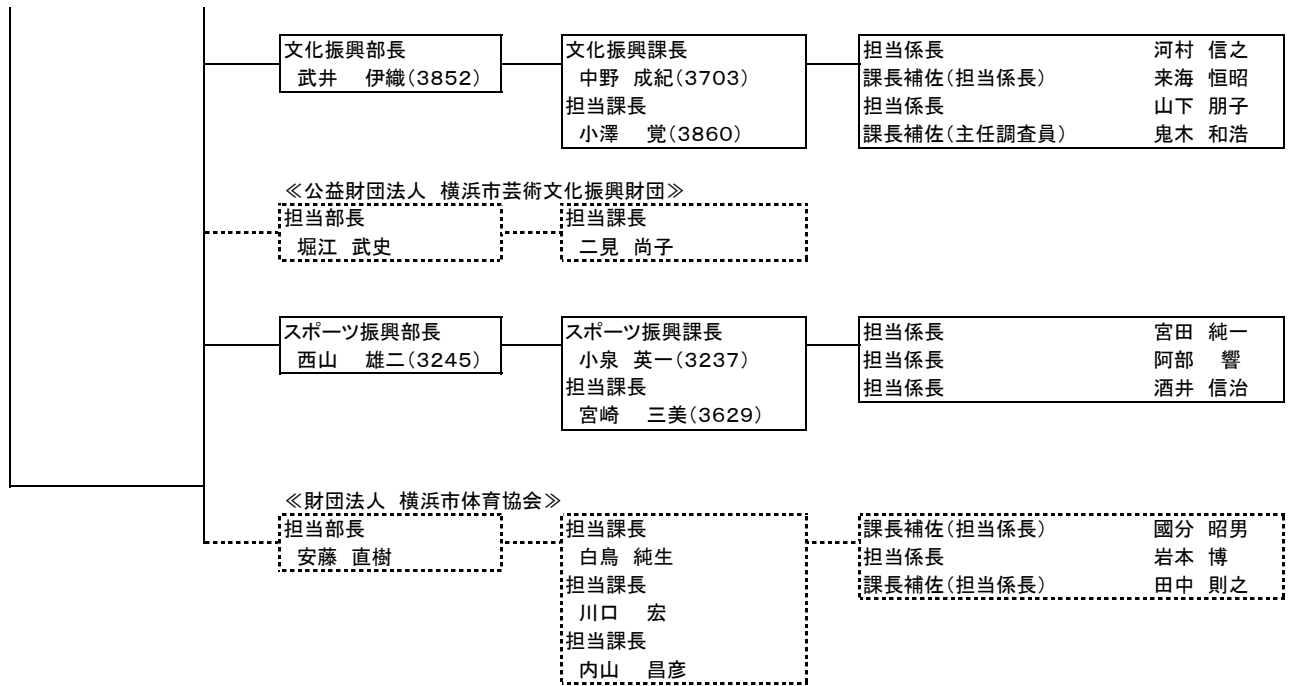 文化振興部長
武井 伊織(3852)
文化振興課長
中野 成紀(3703)
担当課長
小澤 覚(3860)
担当係長 河村 信之
課長補佐(担当係長) 来海 恒昭
担当係長 山下 朋子
課長補佐(主任調査員) 鬼木 和浩
≪公益財団法人 横浜市芸術文化振興財団≫
担当部長
堀江 武史
担当課長
二見 尚子
スポーツ振興部長
西山 雄二(3245)
スポーツ振興課長
小泉 英一(3237)
担当課長
宮崎 三美(3629)
担当係長 宮田 純一
担当係長 阿部 響
担当係長 酒井 信治
≪財団法人 横浜市体育協会≫
担当部長
安藤 直樹
担当課長
白鳥 純生
担当課長
川口 宏
担当課長
内山 昌彦
課長補佐(担当係長) 國分 昭男
担当係長 岩本 博
課長補佐(担当係長) 田中 則之